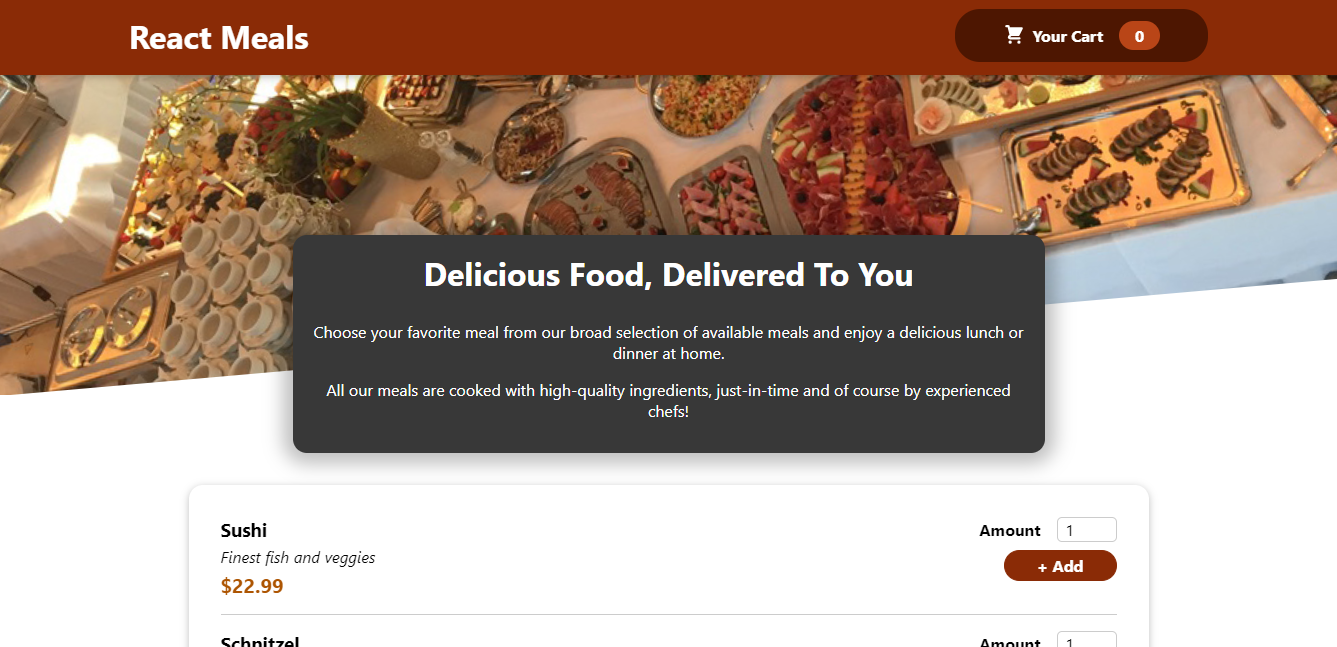 React Meals
Your Cart 0
Delicious Food, Delivered To You
Choose your favorite meal from our broad selection of available meals and enjoy a delicious lunch or
dinner at home.
All our meals are cooked with high-quality ingredients, just-in-time and of course by experienced
chefs!
Sushi
Finest fish and veggies
$22.99
Amount 1
+ Add
Schnitzel
Amount 1